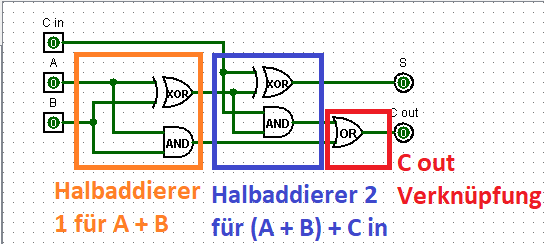 C in
A
B
0
0
0
XOR
AND
XOR
AND
OR
S
0
C out
0
Halbaddierer
1 für A + B
Halbaddierer 2
für (A + B) + C in
C out
Verknüpfung